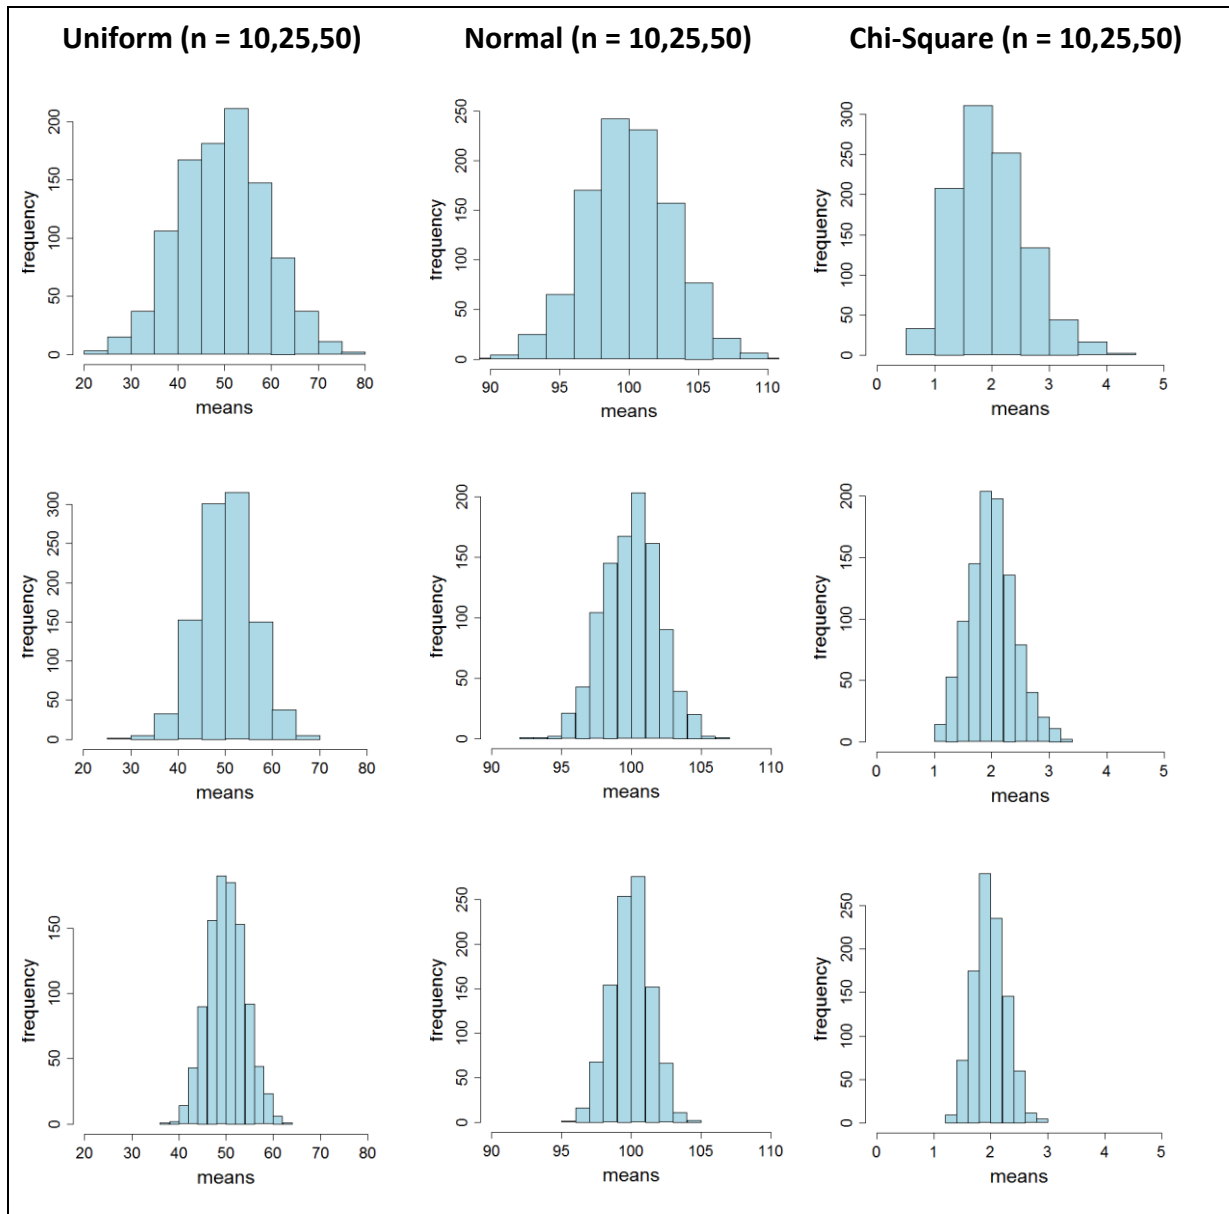 Uniform (n = 10,25,50)
Normal (n = 10,25,50)
Chi-Square (n = 10,25,50)
frequency
0 50 100 150 200
20 30 40 50 60 70 80
means
frequency
0 50 100 150 200 250
90 95 100 105 110
means
frequency
0 50 100 150 200 250 300
0 1 2 3 4 5
means
frequency
0 50 100 150 200 250 300
20 30 40 50 60 70 80
means
frequency
0 50 100 150 200
90 95 100 105 110
means
frequency
0 50 100 150 200
0 1 2 3 4 5
means
frequency
0 50 100 150
20 30 40 50 60 70 80
means
frequency
0 50 100 150 200 250
90 95 100 105 110
means
frequency
0 50 100 150 200 250
0 1 2 3 4 5
means